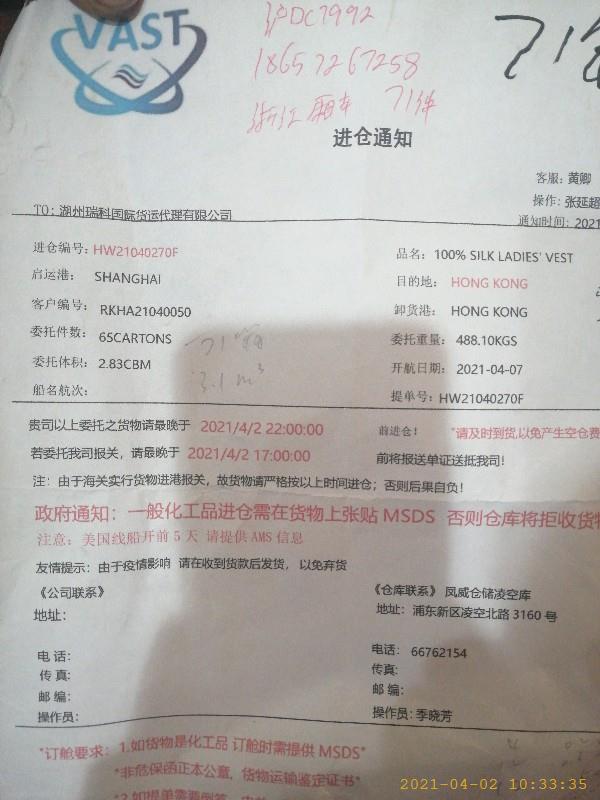 VAST
沪DC7992
18657267258
浙江 厢车 71件
71箱
进仓通知
客服：黄卿
操作：张延超
TO：湖州瑞科国际货运代理有限公司
通知时间：2021
进仓编号：HW21040270F
品名：100% SILK LADIES' VEST
启运港：SHANGHAI
目的地：HONG KONG
客户编号：RKHA21040050
卸货港：HONG KONG
委托件数：65CARTONS
71箱
委托重量：488.10KGS
委托体积：2.83CBM
3.1m³
开航日期：2021-04-07
船名航次：
提单号：HW21040270F
贵司以上委托之货物请最晚于 2021/4/2 22:00:00 前进仓！ *请及时到货,以免产生空仓费
若委托我司报关，请最晚于 2021/4/2 17:00:00 前将报送单证送抵我司!
注：由于海关实行货物进港报关，故货物请严格按以上时间进仓；否则后果自负！
政府通知：一般化工品进仓需在货物上张贴 MSDS 否则仓库将拒收货物
注意：美国线船开前 5 天 请提供 AMS 信息
友情提示：由于疫情影响 请在收到货款后发货，以免弃货
《公司联系》
《仓库联系》 凤威仓储凌空库
地址：
地址：浦东新区凌空北路 3160 号
电 话：
电话： 66762154
传 真：
传真：
邮 编：
邮 编：
操作员：
操作员: 季晓芳
*订舱要求：1.如货物是化工品 订舱时需提供 MSDS*
*非危保函正本公章，货物运输鉴定证书*
2021-04-02 10:33:35